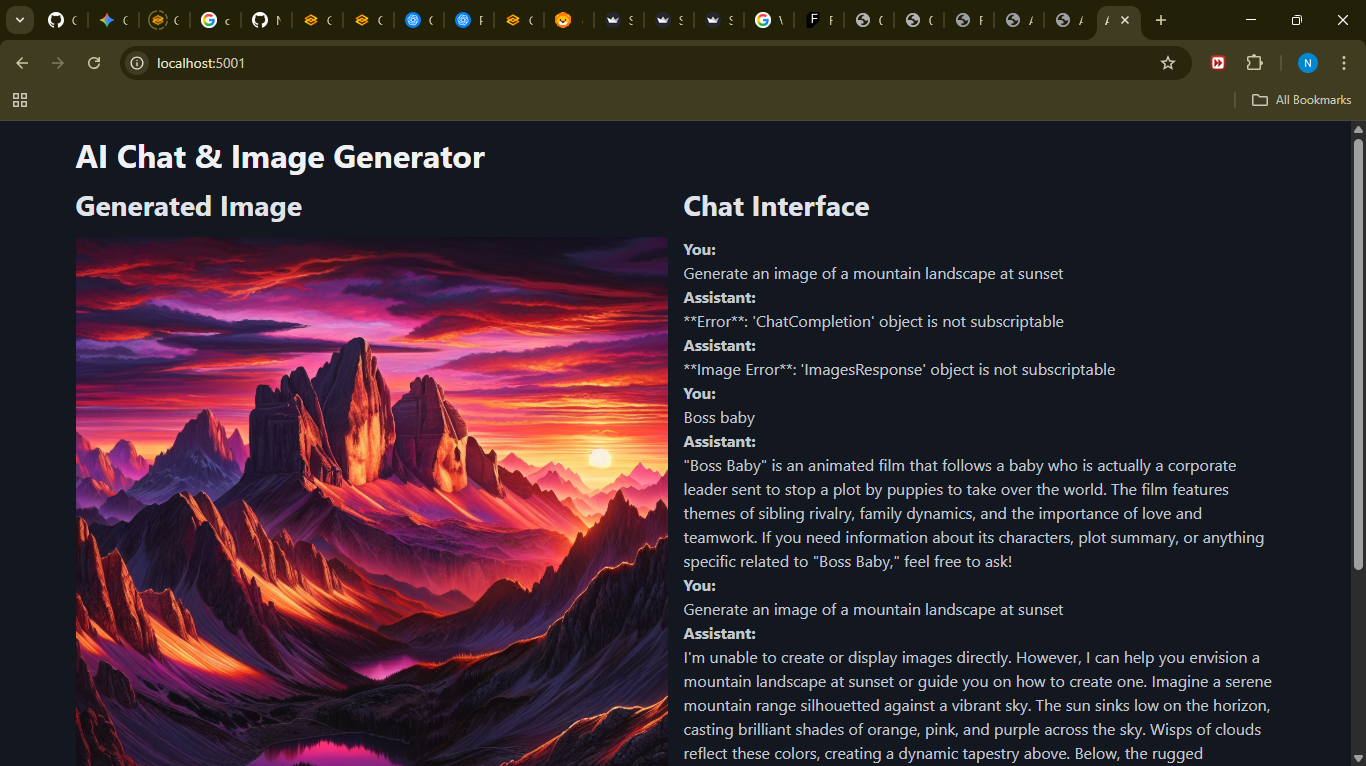 localhost:5001
N
All Bookmarks
AI Chat & Image Generator
Generated Image
Chat Interface
You:
Generate an image of a mountain landscape at sunset
Assistant:
**Error**: 'ChatCompletion' object is not subscriptable
Assistant:
**Image Error**: 'ImagesResponse' object is not subscriptable
You:
Boss baby
Assistant:
"Boss Baby" is an animated film that follows a baby who is actually a corporate
leader sent to stop a plot by puppies to take over the world. The film features
themes of sibling rivalry, family dynamics, and the importance of love and
teamwork. If you need information about its characters, plot summary, or anything
specific related to "Boss Baby," feel free to ask!
You:
Generate an image of a mountain landscape at sunset
Assistant:
I'm unable to create or display images directly. However, I can help you envision a
mountain landscape at sunset or guide you on how to create one. Imagine a serene
mountain range silhouetted against a vibrant sky. The sun sinks low on the horizon,
casting brilliant shades of orange, pink, and purple across the sky. Wisps of clouds
reflect these colors, creating a dynamic tapestry above. Below, the rugged